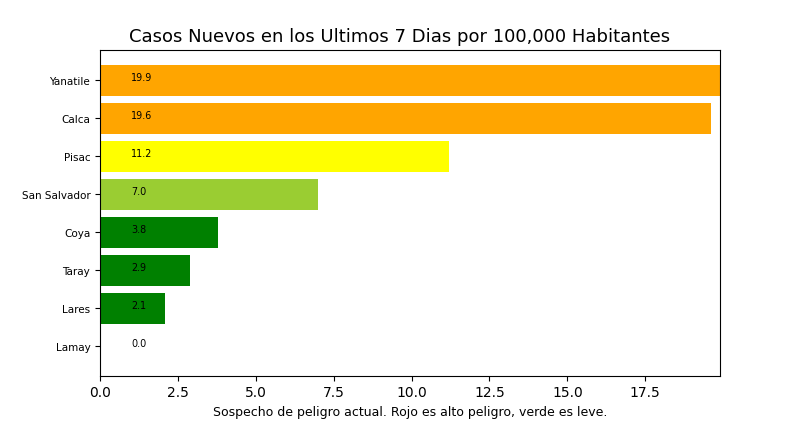 Casos Nuevos en los Ultimos 7 Dias por 100,000 Habitantes
Yanatile 19.9
Calca 19.6
Pisac 11.2
San Salvador 7.0
Coya 3.8
Taray 2.9
Lares 2.1
Lamay 0.0
0.0 2.5 5.0 7.5 10.0 12.5 15.0 17.5
Sospecho de peligro actual. Rojo es alto peligro, verde es leve.